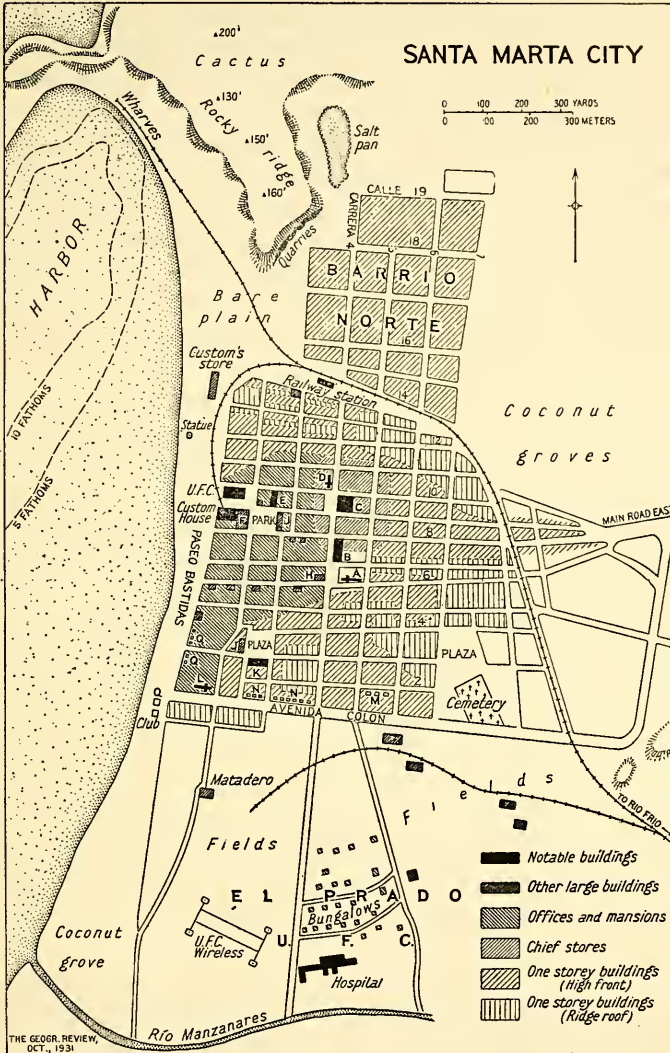 SANTA MARTA CITY
0 100 200 300 YARDS
0 100 200 300 METERS
200'
Cactus
130'
150'
160'
Rocky ridge
Wharves
Salt pan
Quarries
HARBOR
10 FATHOMS
5 FATHOMS
Bare plain
CALLE 19
CARRERA 4
5
6
7
18
BARRIO
NORTE
16
14
Custom's store
Railway station
Statue
12
Coconut groves
D
10
U.F.C.
E
C
Custom House
F
PARK
J
8
MAIN ROAD EAST
B
H
A
6
PASEO BASTIDAS
4
Q
PLAZA
PLAZA
Q
K
2
N
N
M
Cemetery
AVENIDA COLON
Club
Matadero
Fields
Fields
TO RIO FRIO
EL PRADO
Bungalows
U.F.C. Wireless
U. F. C.
Hospital
Coconut grove
Río Manzanares
Notable buildings
Other large buildings
Offices and mansions
Chief stores
One storey buildings
(High front)
One storey buildings
(Ridge roof)
THE GEOGR. REVIEW,
OCT., 1931